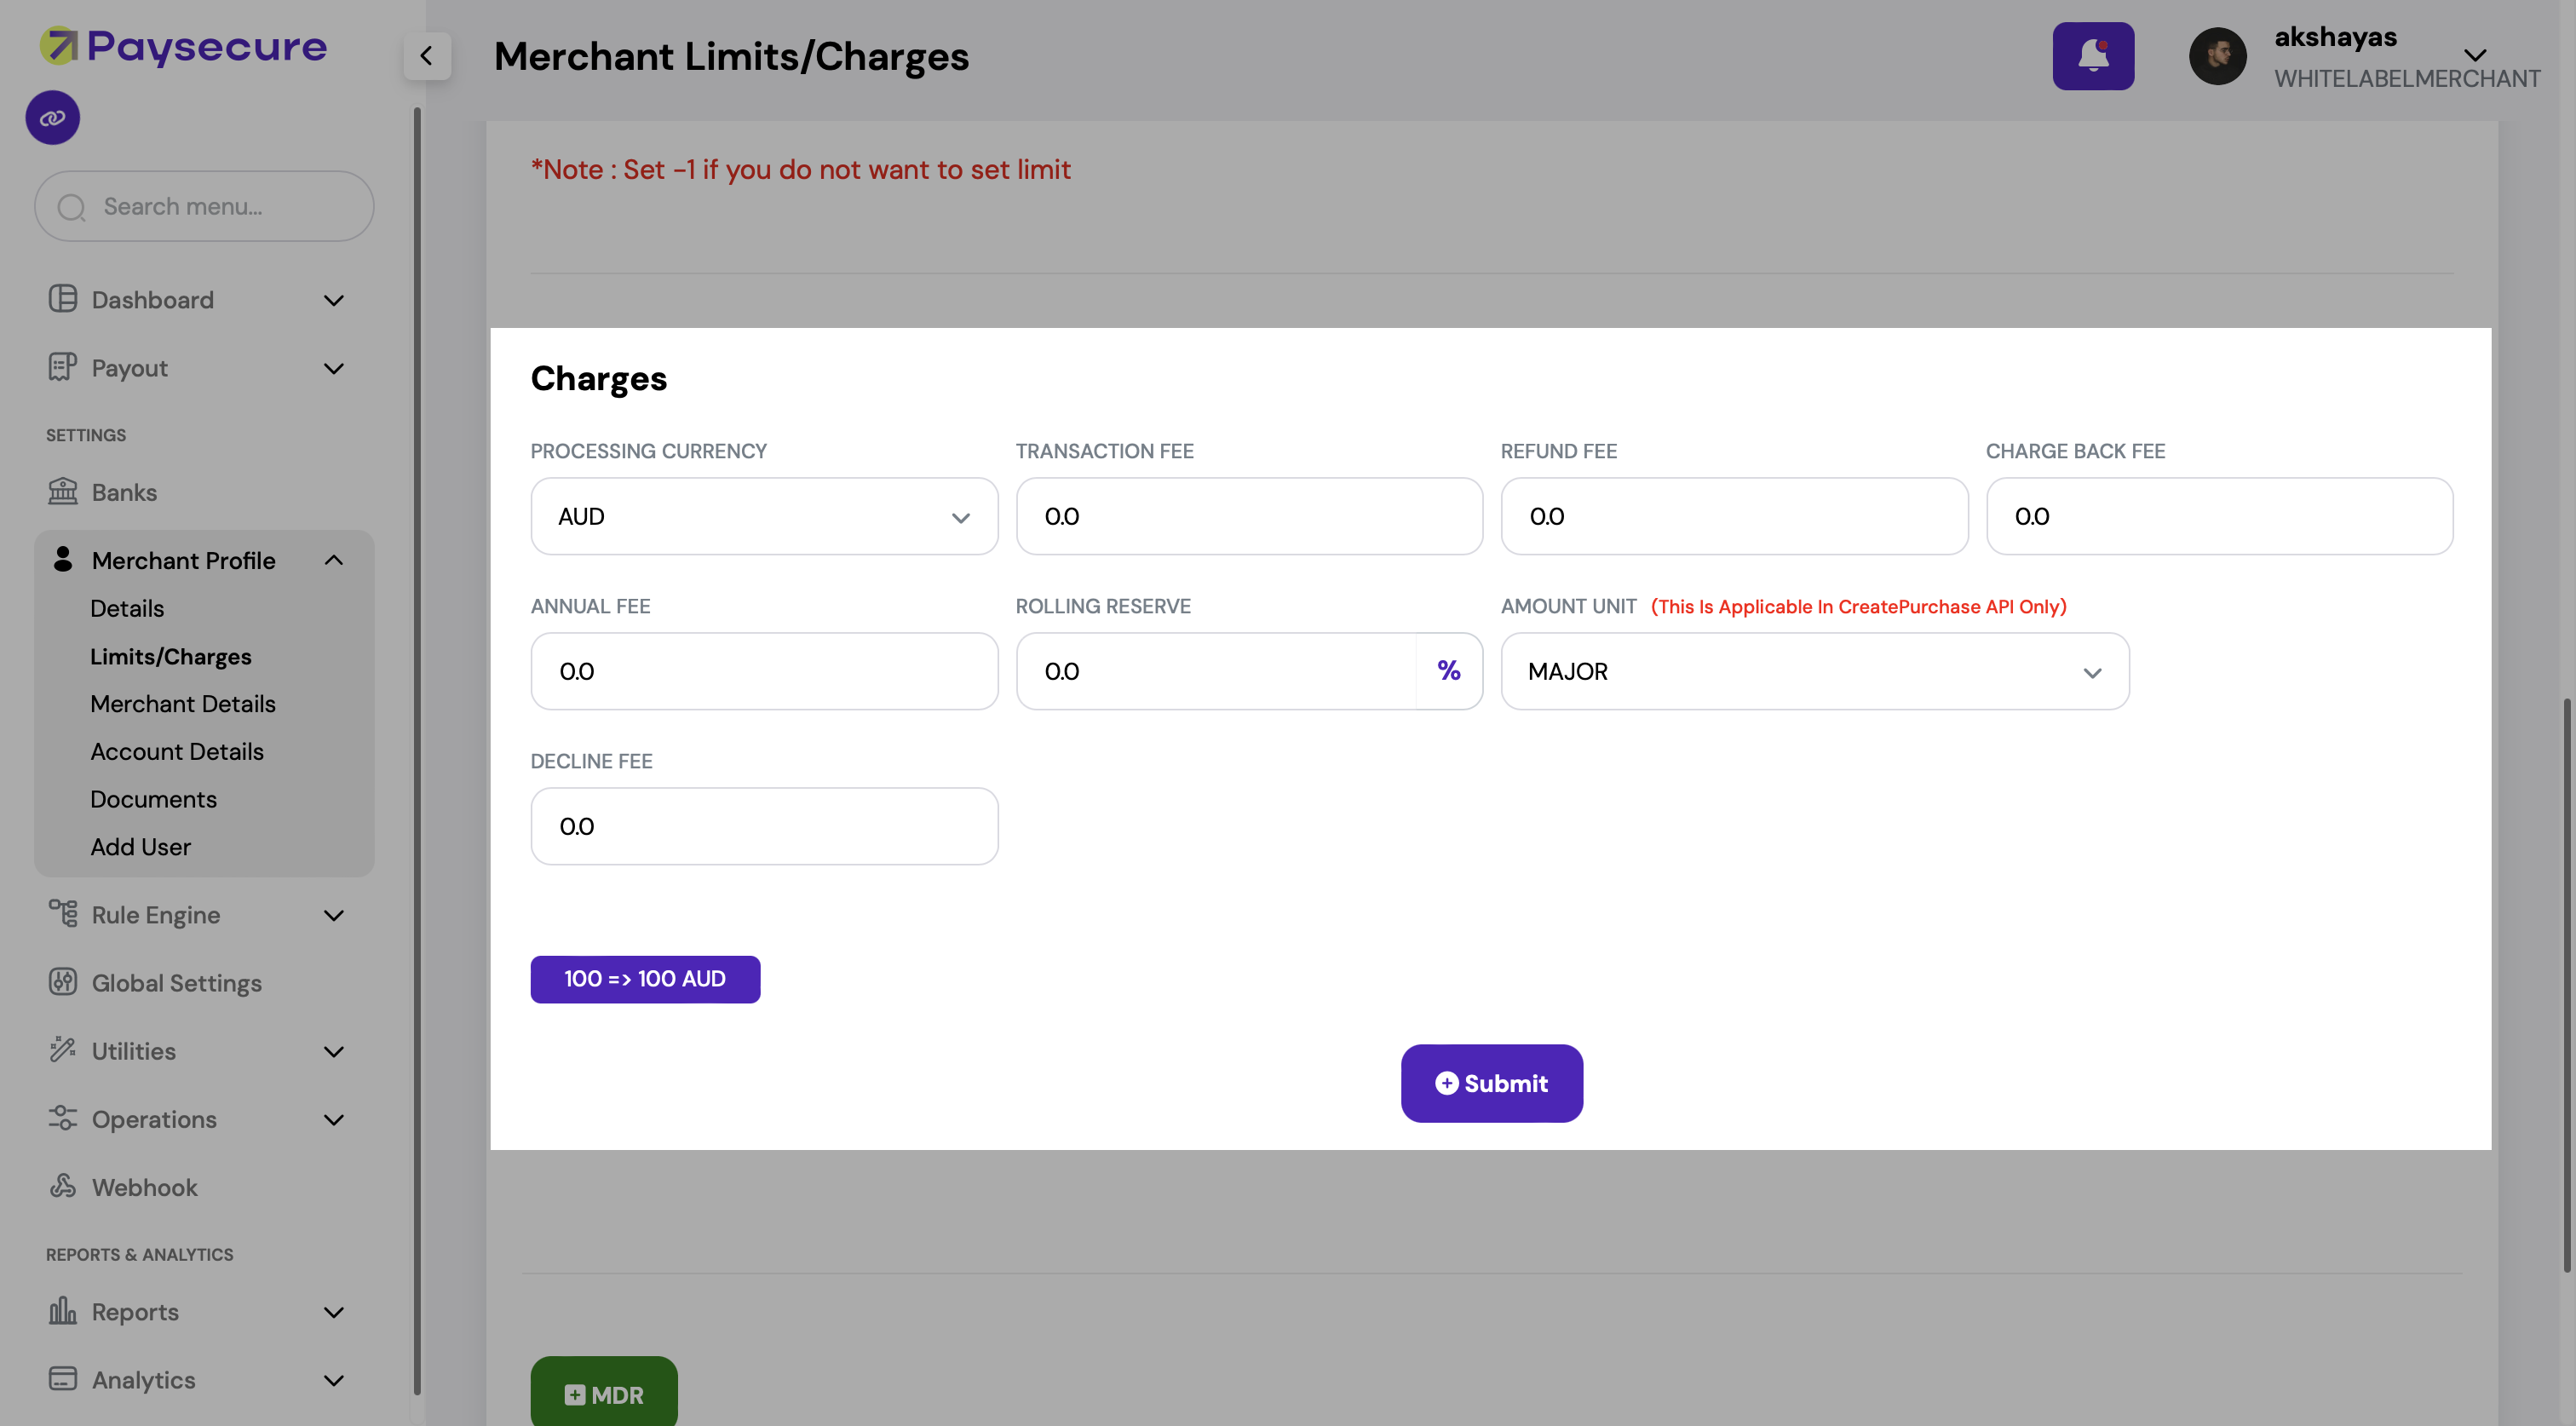 Paysecure
Merchant Limits/Charges
akshayas
WHITELABELMERCHANT
Search menu...
Dashboard
Payout
SETTINGS
Banks
Merchant Profile
Details
Limits/Charges
Merchant Details
Account Details
Documents
Add User
Rule Engine
Global Settings
Utilities
Operations
Webhook
REPORTS & ANALYTICS
Reports
Analytics
*Note : Set -1 if you do not want to set limit
Charges
PROCESSING CURRENCY TRANSACTION FEE REFUND FEE CHARGE BACK FEE
AUD 0.0 0.0 0.0
ANNUAL FEE ROLLING RESERVE AMOUNT UNIT (This Is Applicable In CreatePurchase API Only)
0.0 0.0 % MAJOR
DECLINE FEE
0.0
100 => 100 AUD
Submit
MDR